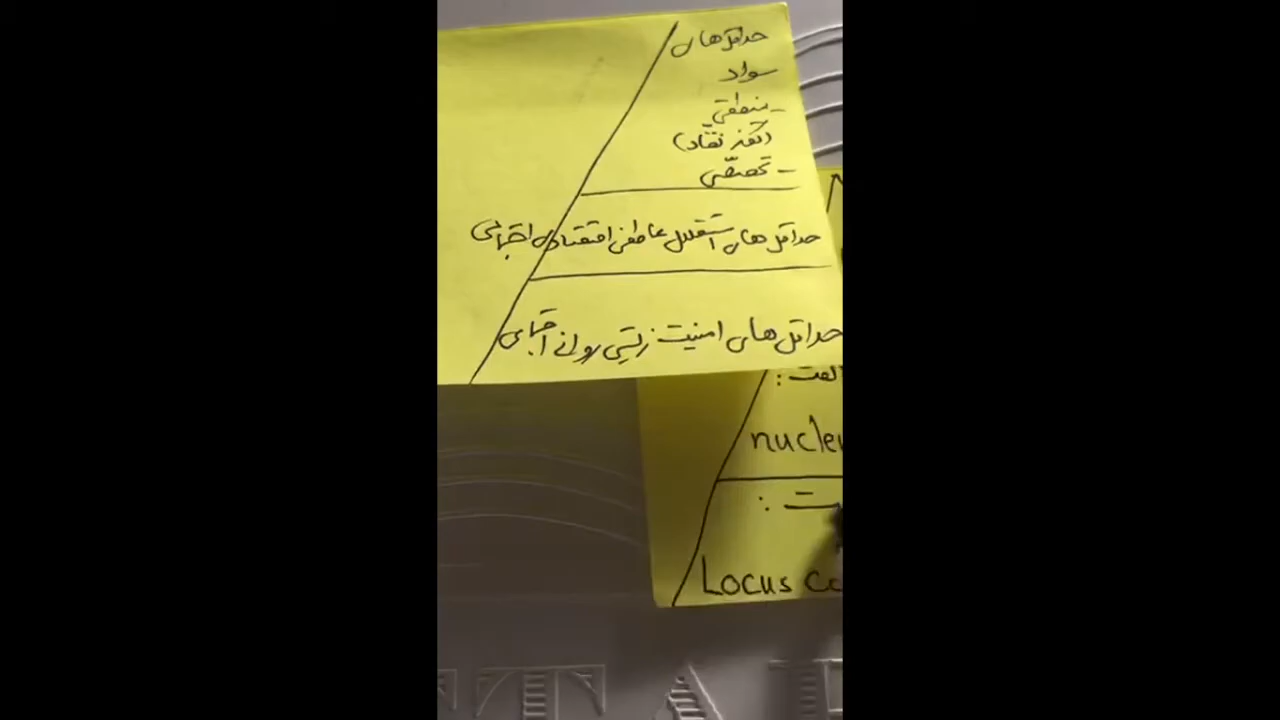 حداقل های
سواد
- منطقی
(تفکر نقاد)
- تخصصی
حداقل های استقلال عاطفی اقتصادی اجتماعی
حداقل های امنیت زیستی روانی اجتماعی
:
nucle
:
Locus